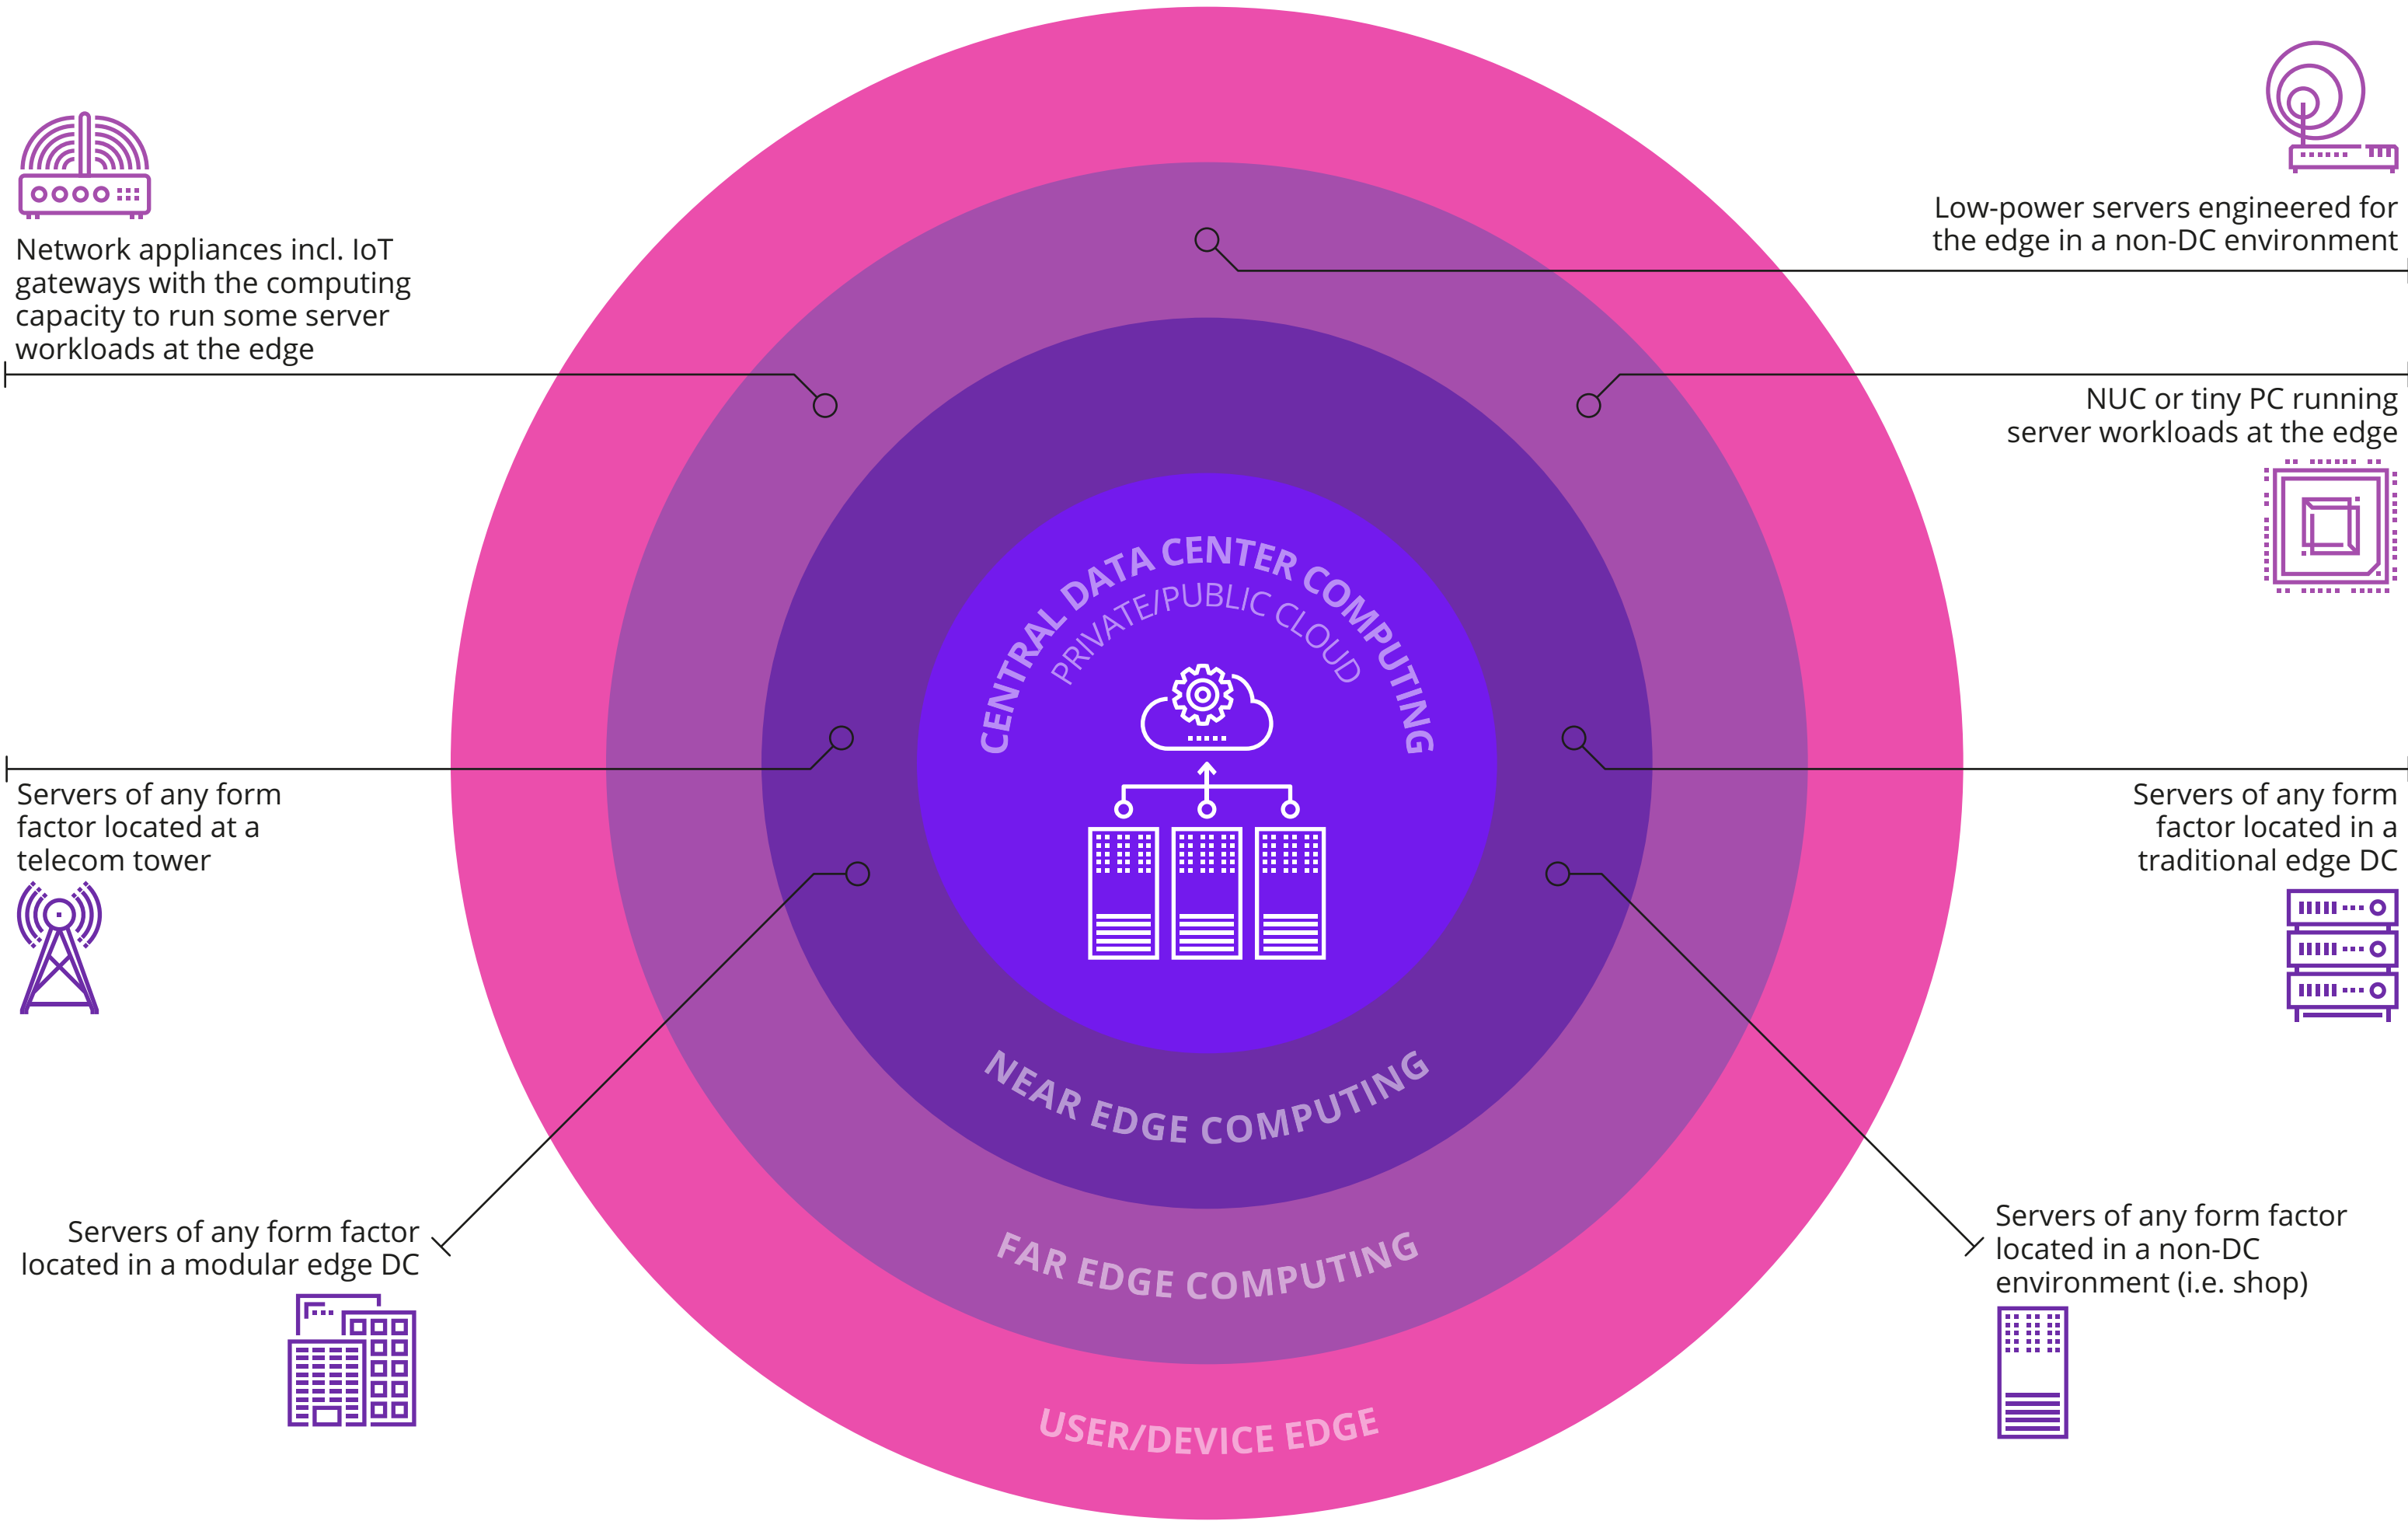 Network appliances incl. IoT
gateways with the computing
capacity to run some server
workloads at the edge
Low-power servers engineered for
the edge in a non-DC environment
NUC or tiny PC running
server workloads at the edge
CENTRAL DATA CENTER COMPUTING
PRIVATE/PUBLIC CLOUD
Servers of any form
factor located at a
telecom tower
Servers of any form
factor located in a
traditional edge DC
NEAR EDGE COMPUTING
Servers of any form factor
located in a modular edge DC
Servers of any form factor
located in a non-DC
environment (i.e. shop)
FAR EDGE COMPUTING
USER/DEVICE EDGE